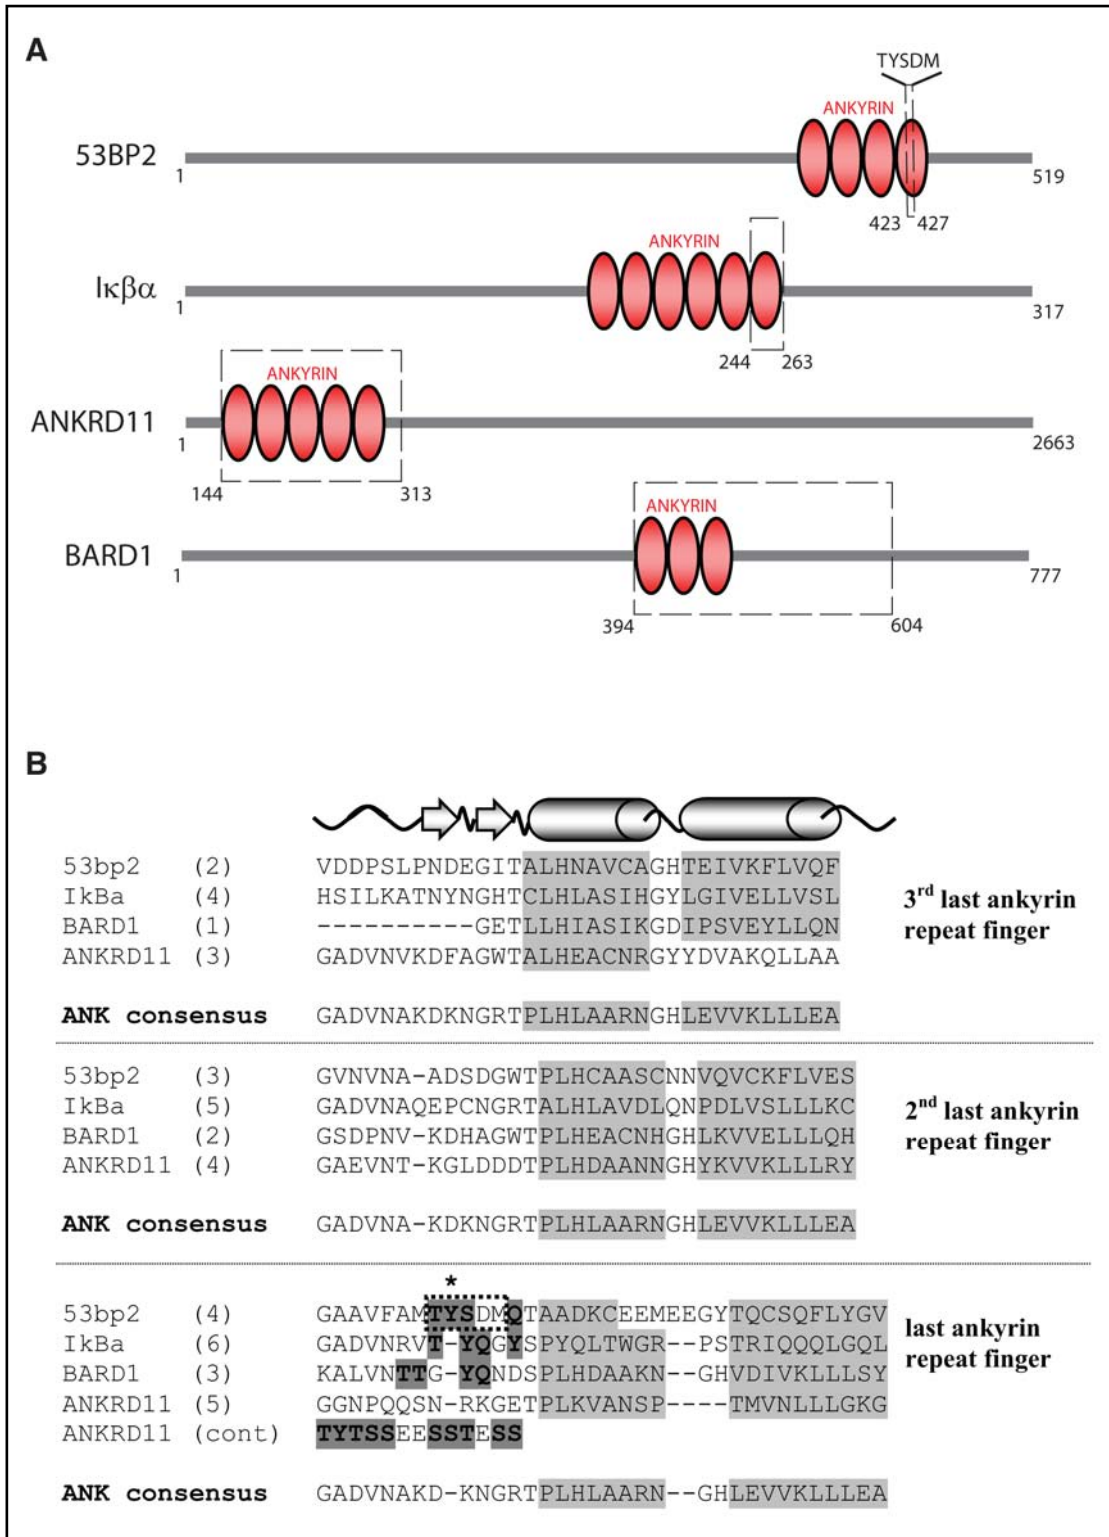 A
TYSDM
ANKYRIN
53BP2
1
519
423 427
ANKYRIN
Iκβα
1
317
244 263
ANKYRIN
ANKRD11
1
2663
144 313
ANKYRIN
BARD1
1
777
394 604
B
53bp2 (2) VDDPSLPNDEGITALHNAVCAGHTEIVKFLVQF
IkBa (4) HSILKATNYNGHTCLHLASIHGYLGIVELLVSL
BARD1 (1) ----------GETLLHIASIKGDIPSVEYLLQN
ANKRD11 (3) GADVNVKDFAGWTALHEACNRGYYDVAKQLLAA
3rd last ankyrin
repeat finger
ANK consensus GADVNAKDKNGRTPLHLAARNGHLEVVKLLLEA
53bp2 (3) GVNVNA-ADSDGWTPLHCAASCNNVQVCKFLVES
IkBa (5) GADVNAQEPCNGRTALHLAVDLQNPDLVSLLLKC
BARD1 (2) GSDPNV-KDHAGWTPLHEACNHGHLKVVELLLQH
ANKRD11 (4) GAEVNT-KGLDDDTPLHDAANNGHYKVVKLLLRY
2nd last ankyrin
repeat finger
ANK consensus GADVNA-KDKNGRTPLHLAARNGHLEVVKLLLEA
*
53bp2 (4) GAAVFAMTYSDMQTAADKCEEMEEGYTQCSQFLYGV
IkBa (6) GADVNRVT-YQGYSPYQLTWGR--PSTRIQQQLGQL
BARD1 (3) KALVNTTG-YQNDSPLHDAAKN--GHVDIVKLLLSY
ANKRD11 (5) GGNPQQSN-RKGETPLKVANSP----TMVNLLLGKG
ANKRD11 (cont) TYTSSEESSTESS
last ankyrin
repeat finger
ANK consensus GADVNAKD-KNGRTPLHLAARN--GHLEVVKLLLEA